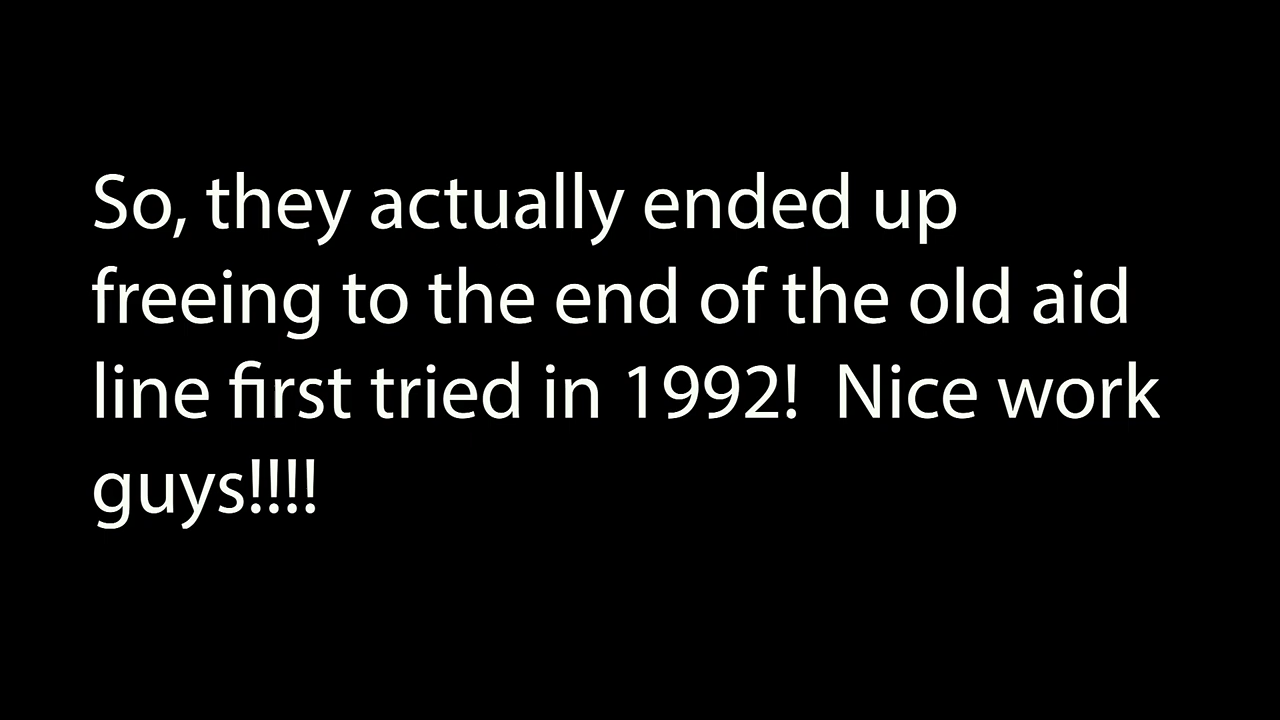 So, they actually ended up
freeing to the end of the old aid
line first tried in 1992!  Nice work
guys!!!!